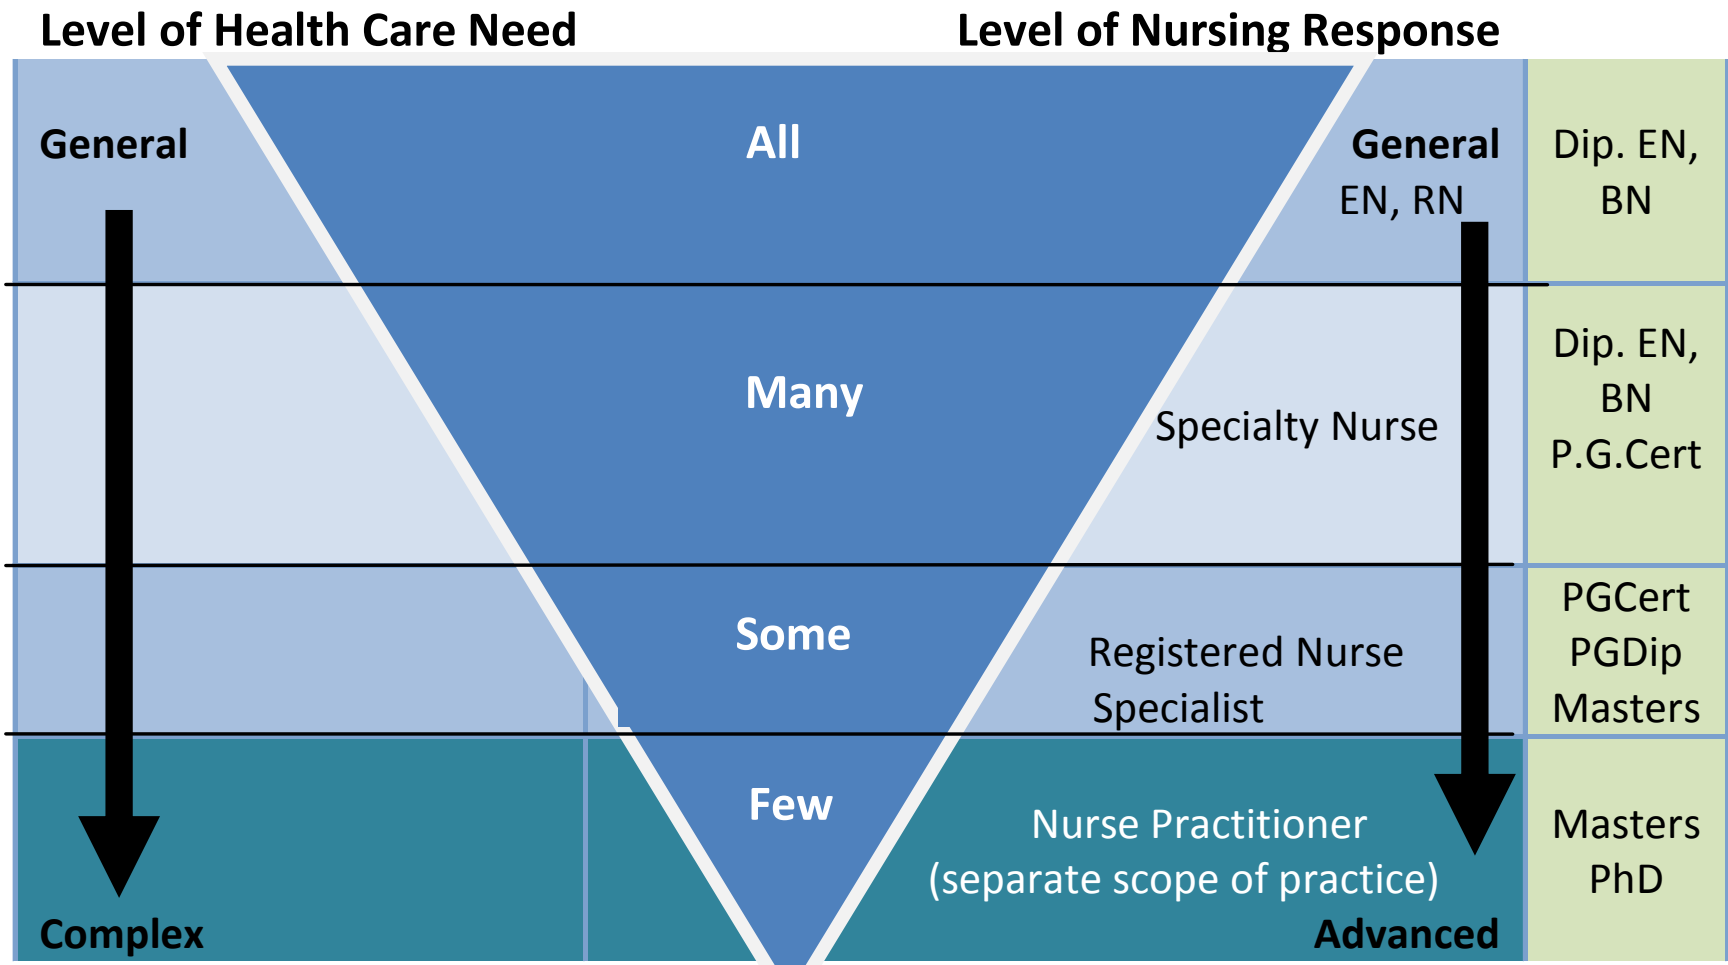 Level of Health Care Need
Level of Nursing Response
General
All
General
EN, RN
Dip. EN,
BN
Many
Specialty Nurse
Dip. EN,
BN
P.G.Cert
Some
Registered Nurse
Specialist
PGCert
PGDip
Masters
Few
Nurse Practitioner
(separate scope of practice)
Masters
PhD
Complex
Advanced